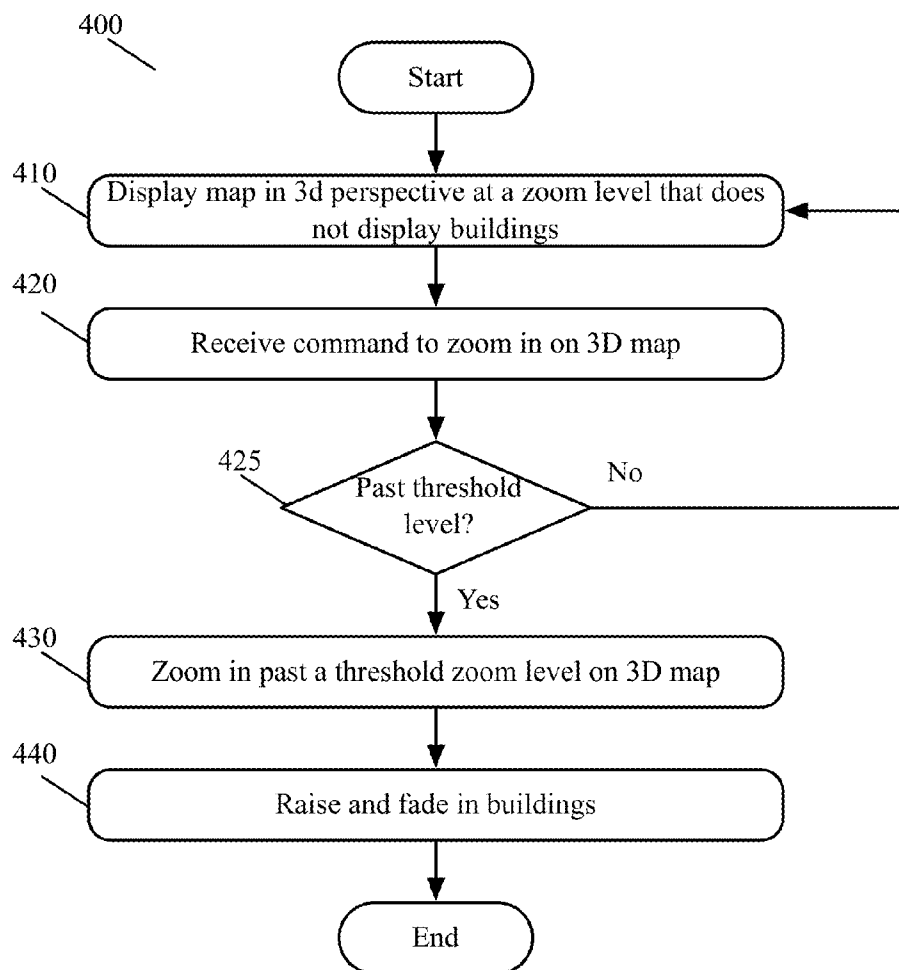 400
Start
410
Display map in 3d perspective at a zoom level that does
not display buildings
420
Receive command to zoom in on 3D map
425
Past threshold
level?
No
Yes
430
Zoom in past a threshold zoom level on 3D map
440
Raise and fade in buildings
End